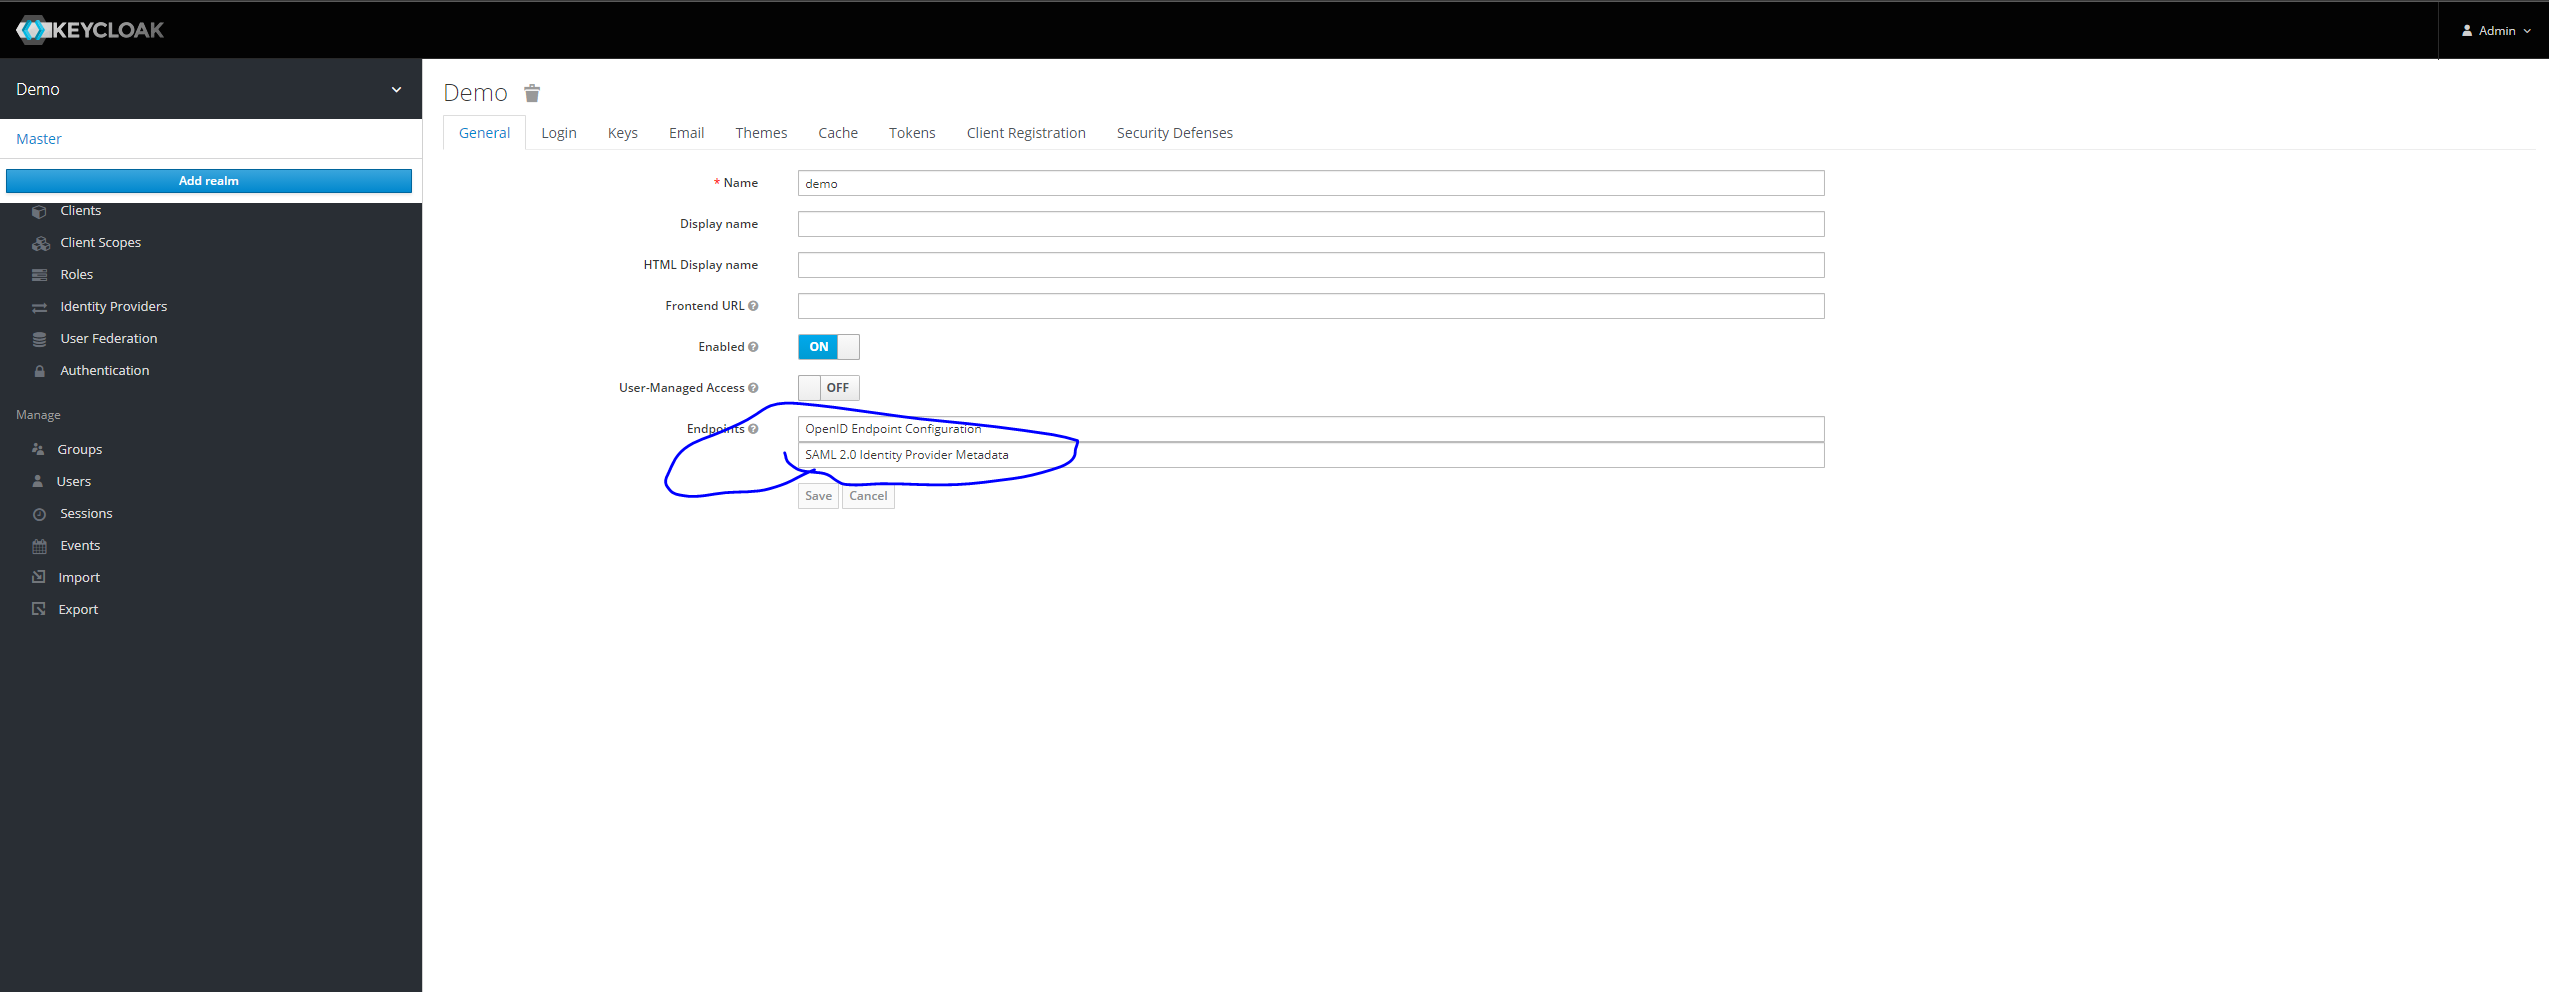 KEYCLOAK
Admin
Demo
Master
Add realm
Clients
Client Scopes
Roles
Identity Providers
User Federation
Authentication
Manage
Groups
Users
Sessions
Events
Import
Export
Demo
General Login Keys Email Themes Cache Tokens Client Registration Security Defenses
* Name demo
Display name
HTML Display name
Frontend URL
Enabled ON
User-Managed Access OFF
Endpoints OpenID Endpoint Configuration
SAML 2.0 Identity Provider Metadata
Save Cancel